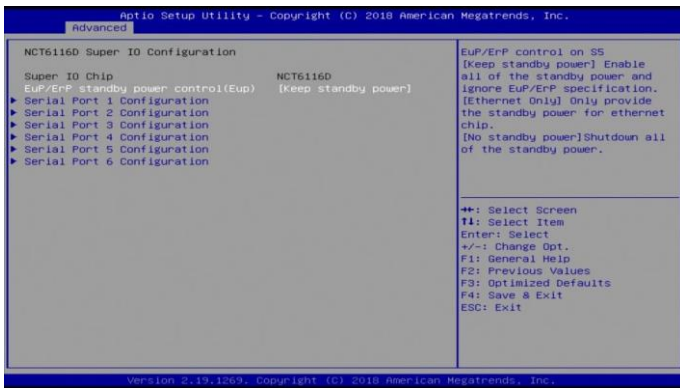 Aptio Setup Utility – Copyright (C) 2018 American Megatrends, Inc.
Advanced
NCT6116D Super IO Configuration
Super IO Chip NCT6116D
EuP/ErP standby power control(Eup) [Keep standby power]
Serial Port 1 Configuration
Serial Port 2 Configuration
Serial Port 3 Configuration
Serial Port 4 Configuration
Serial Port 5 Configuration
Serial Port 6 Configuration
EuP/ErP control on S5
[Keep standby power] Enable
all of the standby power and
ignore EuP/ErP specification.
[Ethernet Only] Only provide
the standby power for ethernet
chip.
[No standby power]Shutdown all
of the standby power.
→←: Select Screen
↑↓: Select Item
Enter: Select
+/-: Change Opt.
F1: General Help
F2: Previous Values
F3: Optimized Defaults
F4: Save & Exit
ESC: Exit
Version 2.19.1269. Copyright (C) 2018 American Megatrends, Inc.